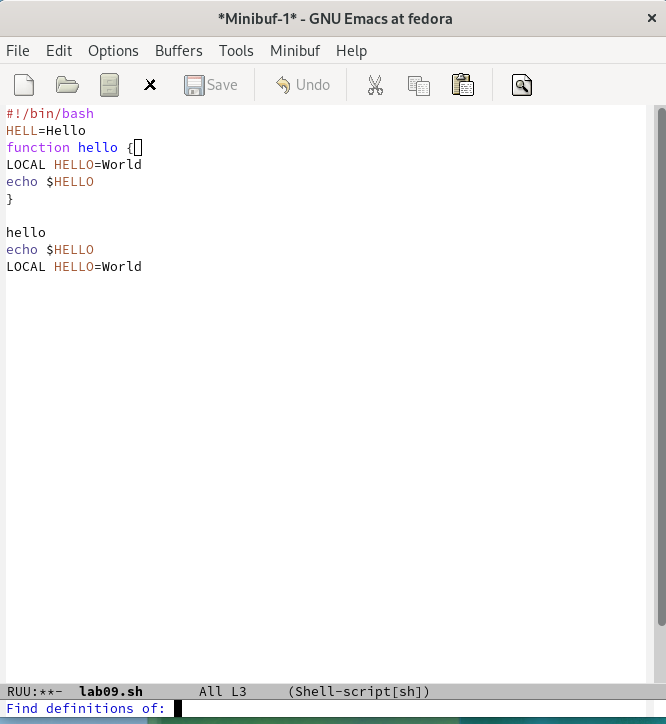 *Minibuf-1* - GNU Emacs at fedora
File Edit Options Buffers Tools Minibuf Help
Save Undo
#!/bin/bash
HELL=Hello
function hello {
LOCAL HELLO=World
echo $HELLO
}
hello
echo $HELLO
LOCAL HELLO=World
RUU:**- lab09.sh All L3 (Shell-script[sh])
Find definitions of: